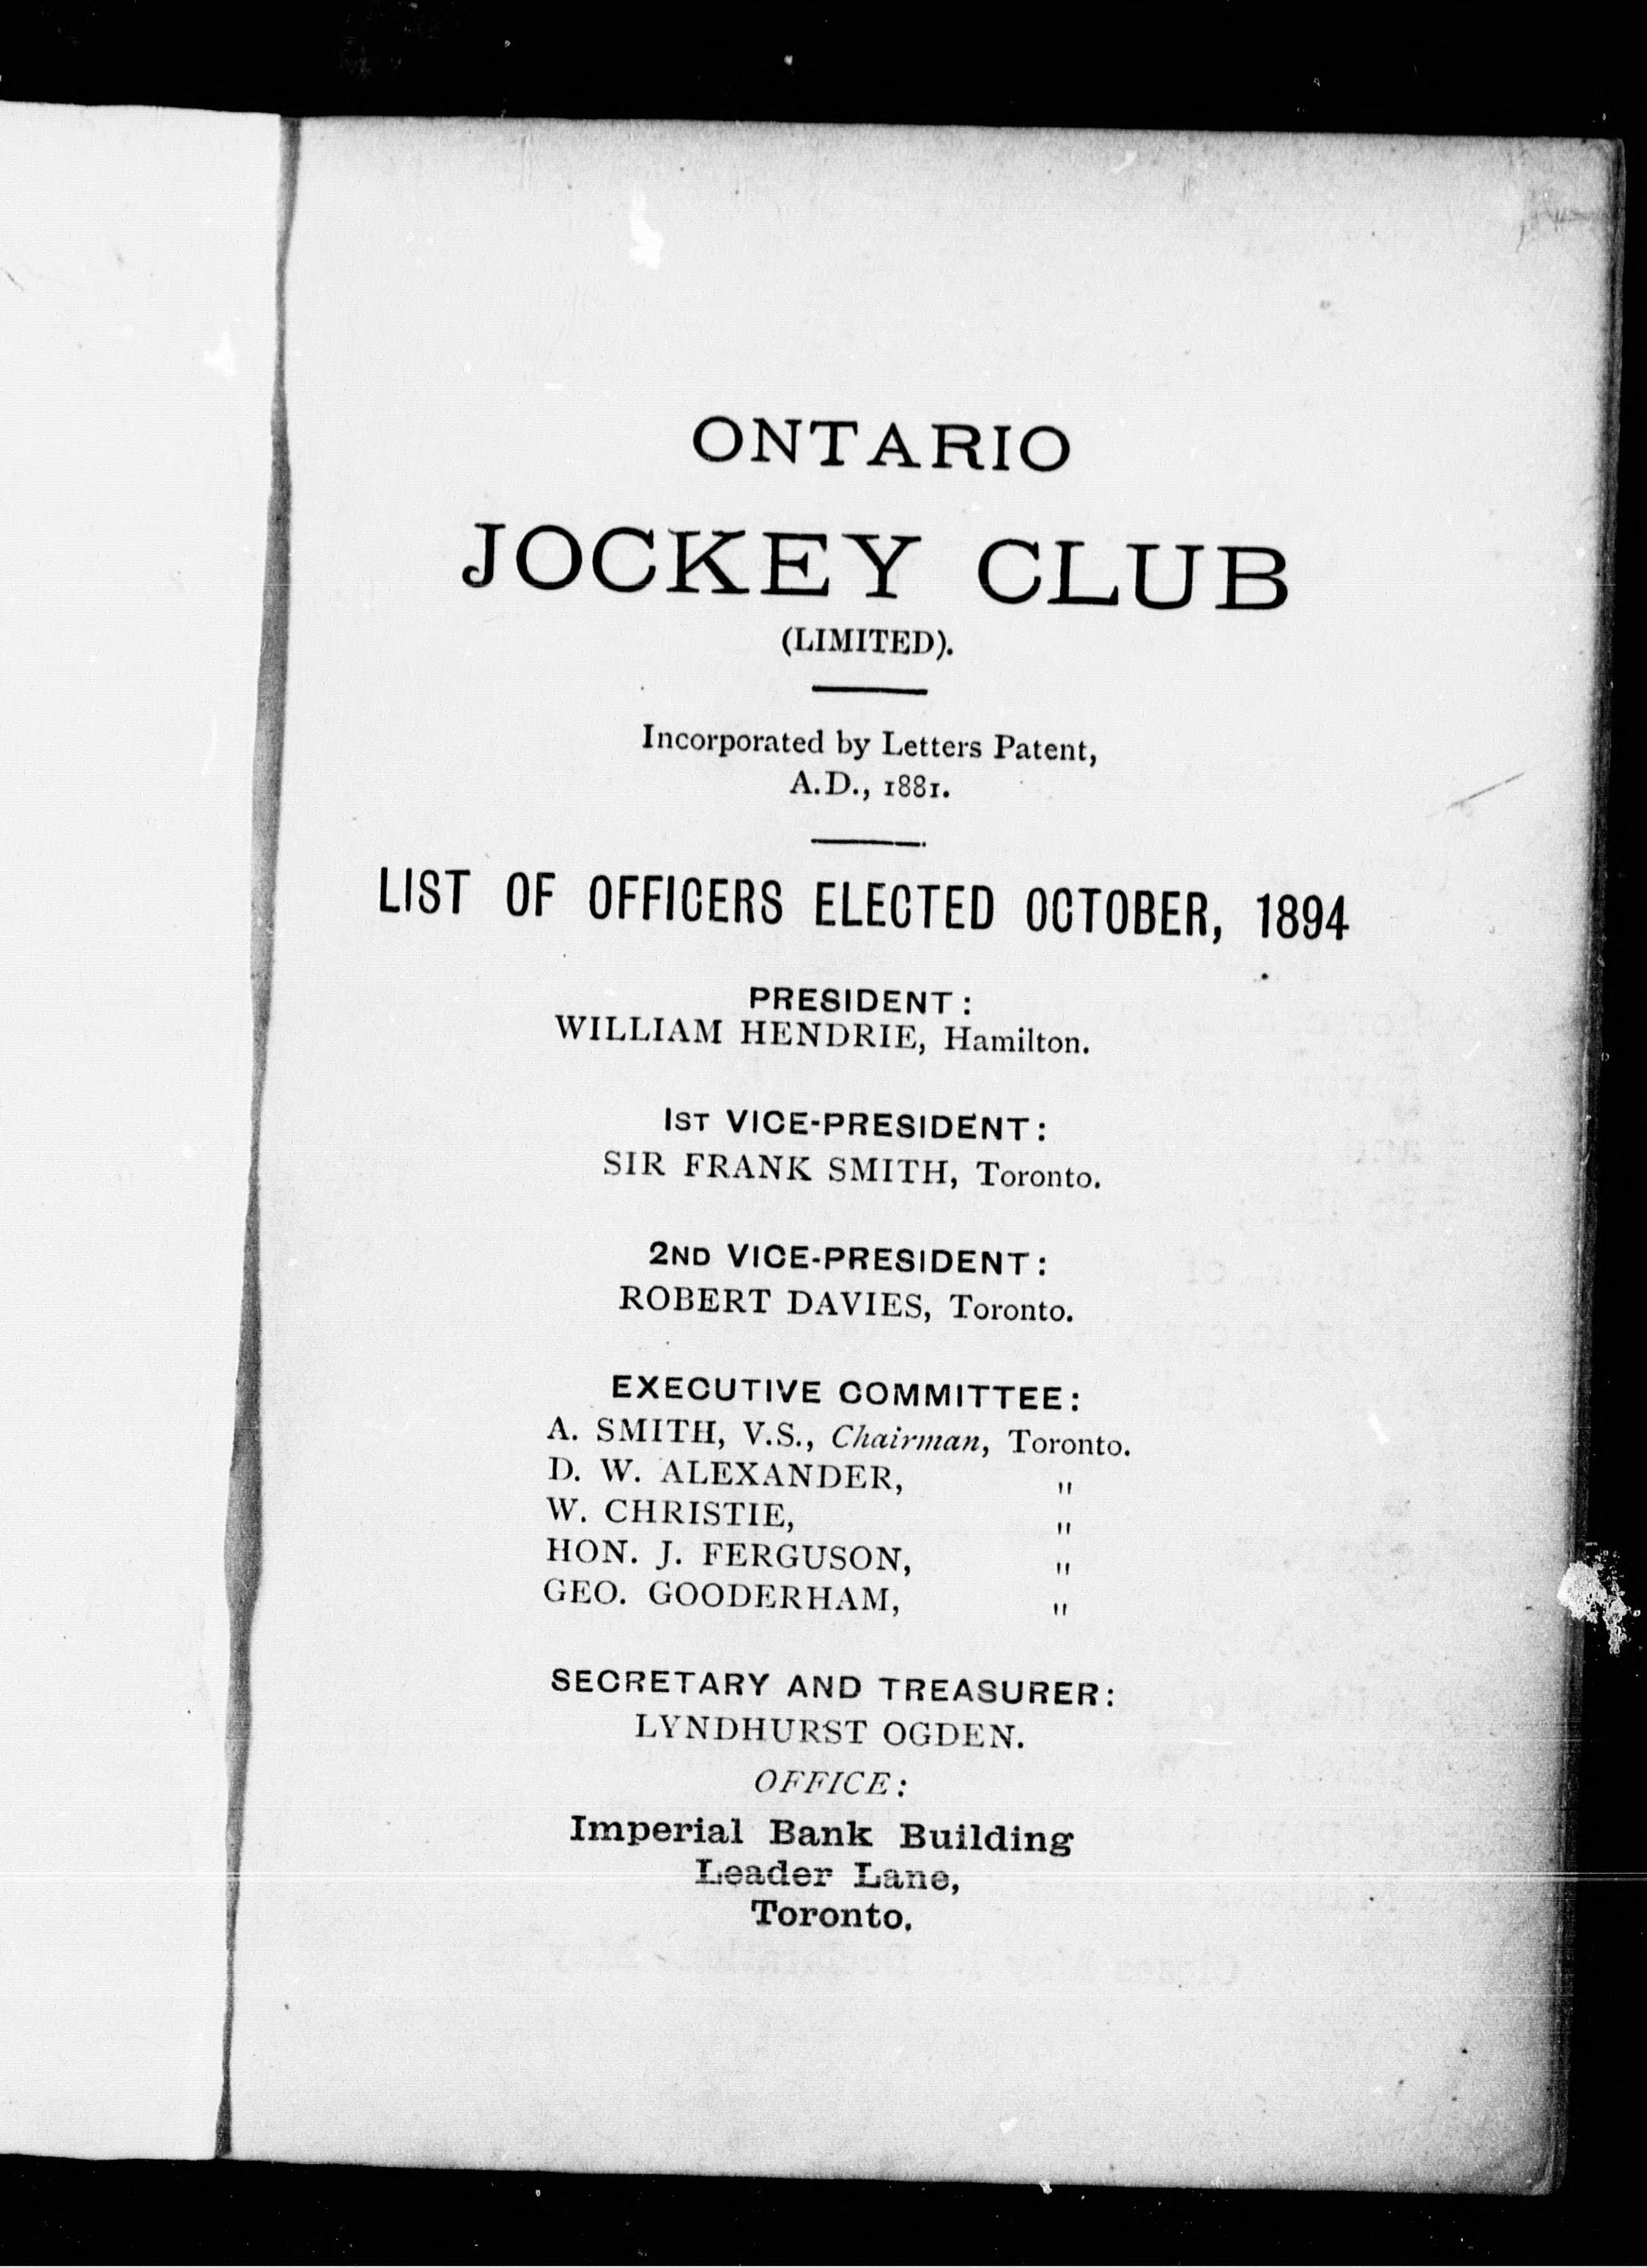 ONTARIO
JOCKEY CLUB
(LIMITED).
Incorporated by Letters Patent,
A.D., 1881.
LIST OF OFFICERS ELECTED OCTOBER, 1894
PRESIDENT:
WILLIAM HENDRIE, Hamilton.
1ST VICE-PRESIDENT:
SIR FRANK SMITH, Toronto.
2ND VICE-PRESIDENT:
ROBERT DAVIES, Toronto.
EXECUTIVE COMMITTEE:
A. SMITH, V.S., Chairman, Toronto.
D. W. ALEXANDER, "
W. CHRISTIE, "
HON. J. FERGUSON, "
GEO. GOODERHAM, "
SECRETARY AND TREASURER:
LYNDHURST OGDEN.
OFFICE:
Imperial Bank Building
Leader Lane,
Toronto.